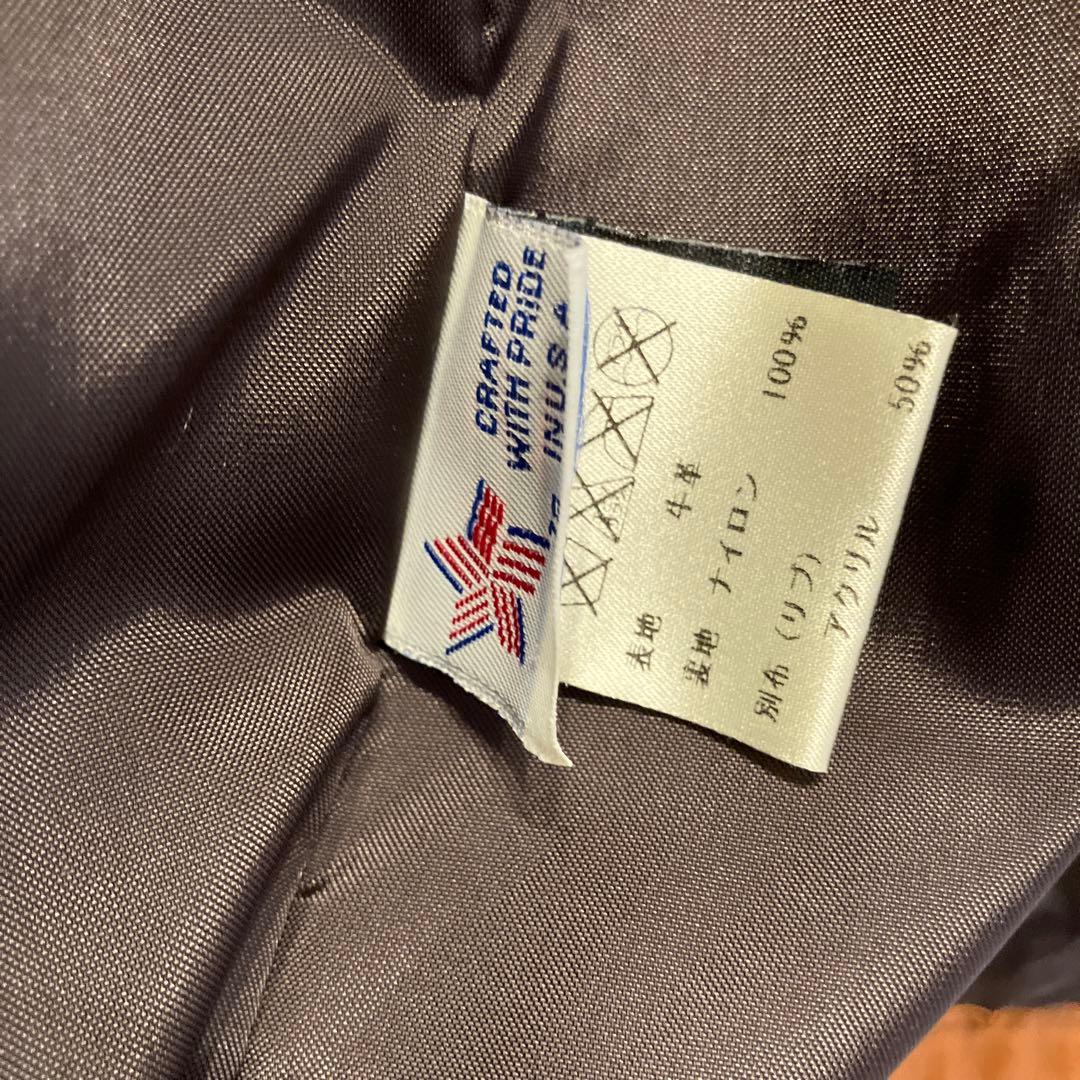 CRAFTED
WITH PRIDE
IN U.S.A
表地 牛革
裏地 ナイロン 100%
別布 (リブ)
アクリル 50%